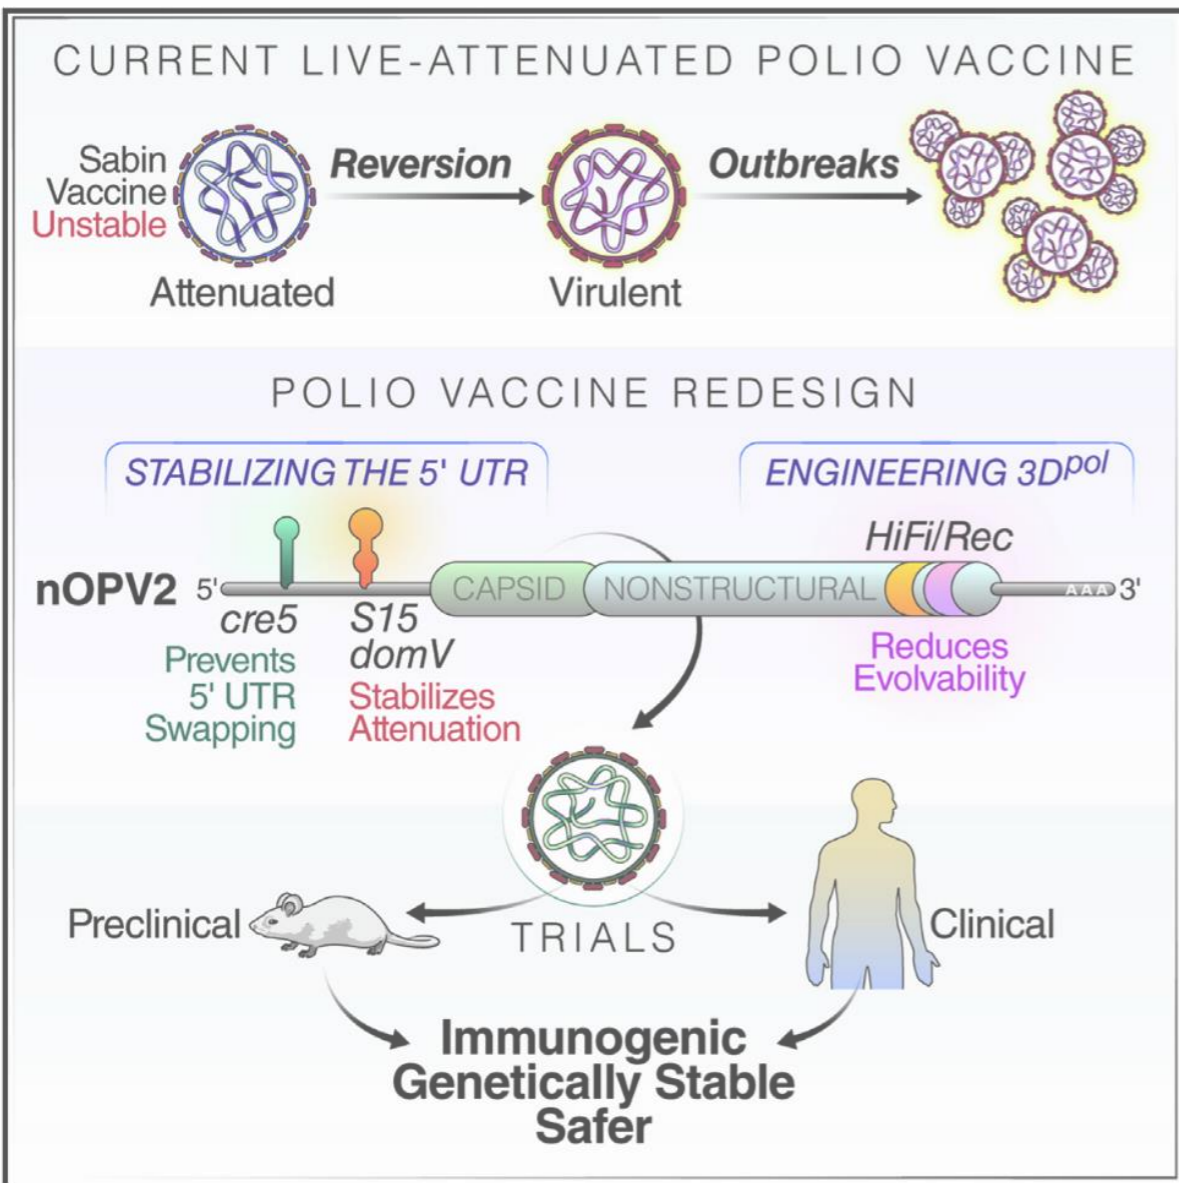 CURRENT LIVE-ATTENUATED POLIO VACCINE
Sabin
Vaccine
Unstable
Reversion
Outbreaks
Attenuated
Virulent
POLIO VACCINE REDESIGN
STABILIZING THE 5' UTR
ENGINEERING 3Dpol
HiFi/Rec
nOPV2 5' CAPSID NONSTRUCTURAL AAA 3'
cre5
Prevents
5' UTR
Swapping
S15
domV
Stabilizes
Attenuation
Reduces
Evolvability
Preclinical
TRIALS
Clinical
Immunogenic
Genetically Stable
Safer